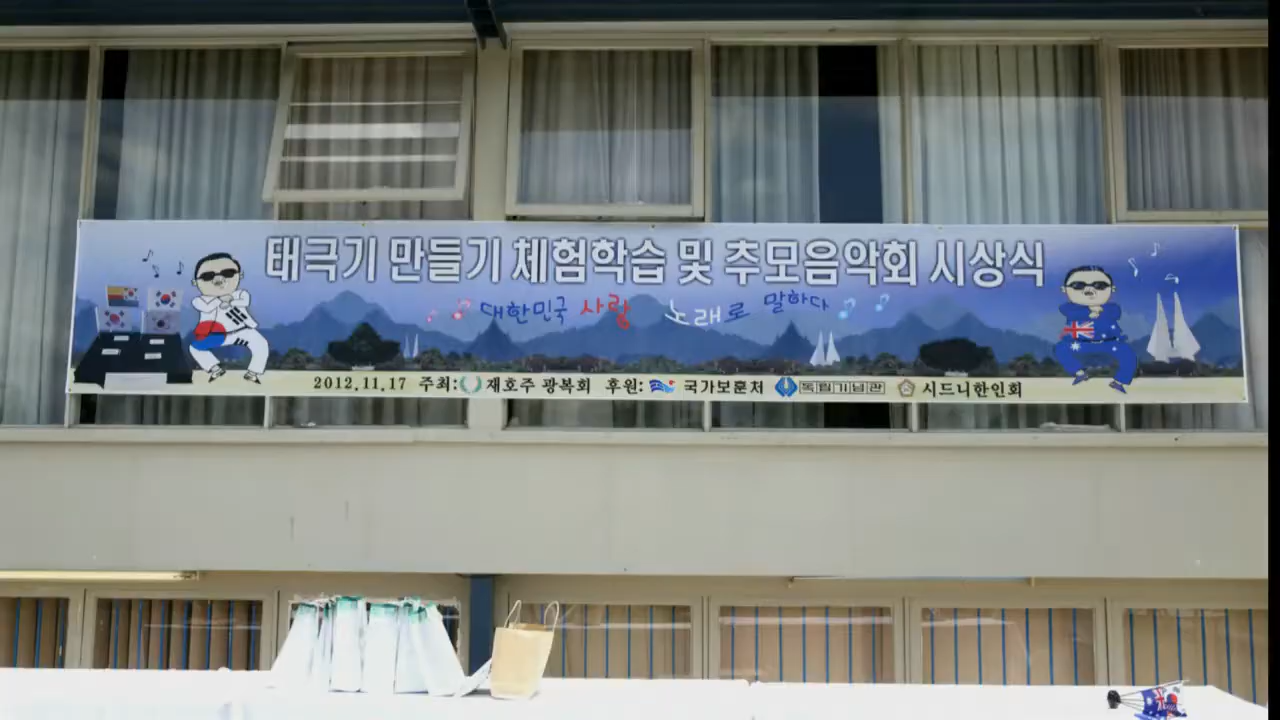 태극기 만들기 체험학습 및 추모음악회 시상식
대한민국 사랑 노래로 말하다
2012.11.17 주최: 재호주 광복회 후원: 국가보훈처 독립기념관 시드니한인회